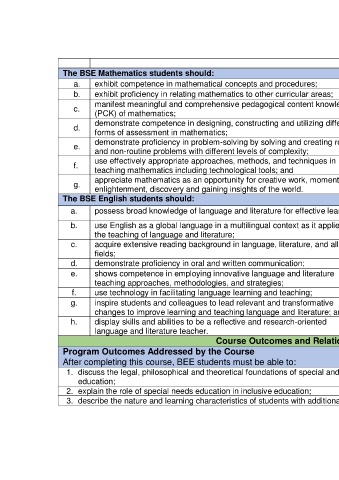 The BSE Mathematics students should:
a. exhibit competence in mathematical concepts and procedures;
b. exhibit proficiency in relating mathematics to other curricular areas;
c. manifest meaningful and comprehensive pedagogical content knowle
(PCK) of mathematics;
d. demonstrate competence in designing, constructing and utilizing diffe
forms of assessment in mathematics;
e. demonstrate proficiency in problem-solving by solving and creating ro
and non-routine problems with different levels of complexity;
f. use effectively appropriate approaches, methods, and techniques in
teaching mathematics including technological tools; and
g. appreciate mathematics as an opportunity for creative work, moment
enlightenment, discovery and gaining insights of the world.
The BSE English students should:
a. possess broad knowledge of language and literature for effective lear
b. use English as a global language in a multilingual context as it applie
the teaching of language and literature;
c. acquire extensive reading background in language, literature, and all
fields;
d. demonstrate proficiency in oral and written communication;
e. shows competence in employing innovative language and literature
teaching approaches, methodologies, and strategies;
f. use technology in facilitating language learning and teaching;
g. inspire students and colleagues to lead relevant and transformative
changes to improve learning and teaching language and literature; an
h. display skills and abilities to be a reflective and research-oriented
language and literature teacher.
Course Outcomes and Relatio
Program Outcomes Addressed by the Course
After completing this course, BEE students must be able to:
1. discuss the legal, philosophical and theoretical foundations of special and
education;
2. explain the role of special needs education in inclusive education;
3. describe the nature and learning characteristics of students with additiona